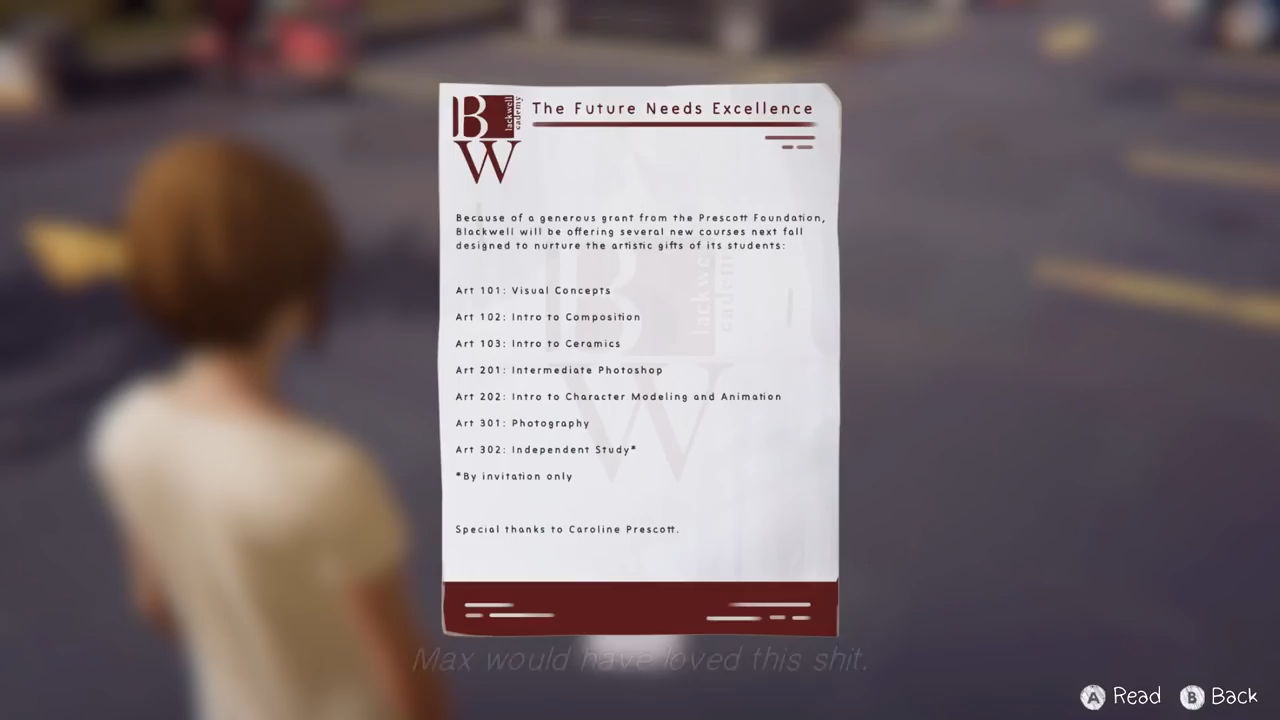 B
lackwell
cademy
W
The Future Needs Excellence
Because of a generous grant from the Prescott Foundation,
Blackwell will be offering several new courses next fall
designed to nurture the artistic gifts of its students:
Art 101: Visual Concepts
Art 102: Intro to Composition
Art 103: Intro to Ceramics
Art 201: Intermediate Photoshop
Art 202: Intro to Character Modeling and Animation
Art 301: Photography
Art 302: Independent Study*
*By invitation only
Special thanks to Caroline Prescott.
Max would have loved this shit.
A Read B Back